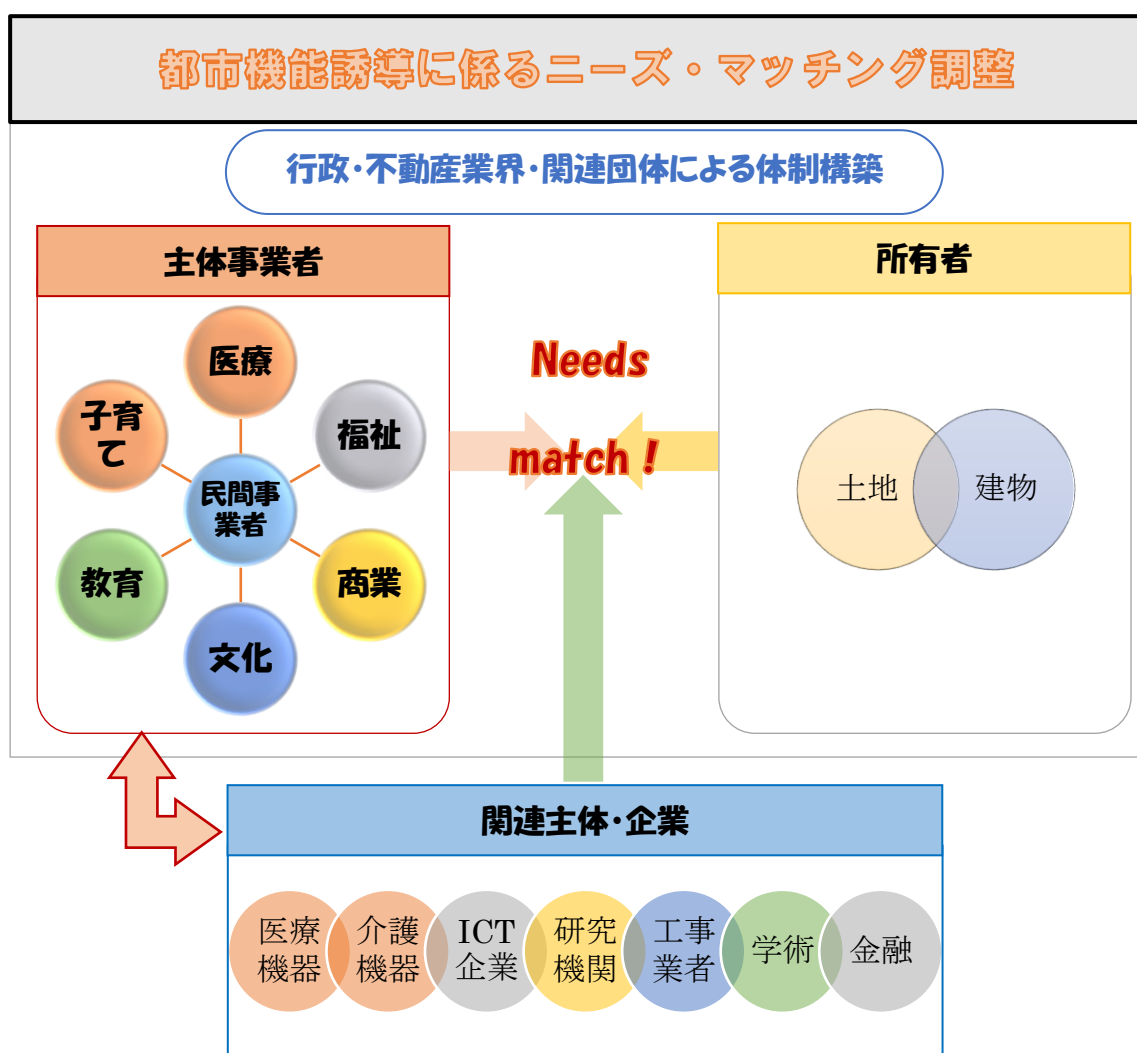 都市機能誘導に係るニーズ・マッチング調整
行政・不動産業界・関連団体による体制構築
主体事業者
医療
福祉
商業
文化
教育
子育
て
民間事
業者
Needs
match！
所有者
土地
建物
関連主体・企業
医療
機器
介護
機器
ICT
企業
研究
機関
工事
業者
学術
金融